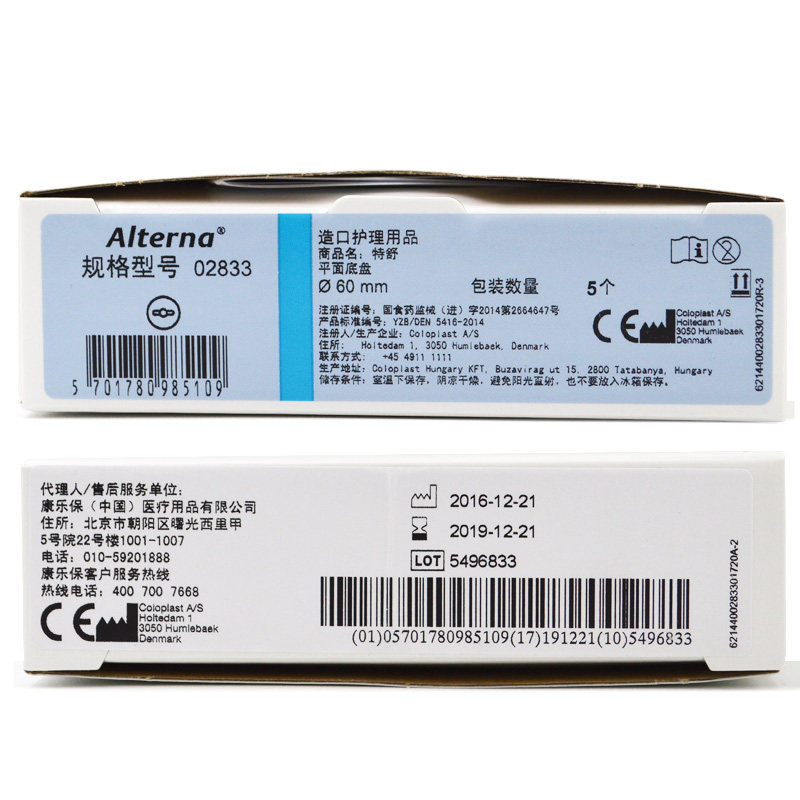 Alterna®
规格型号 02833
5 701780 985109
造口护理用品
商品名：特舒
平面底盘
Ø 60 mm 包装数量 5个
注册证编号：国食药监械（进）字2014第2664647号
产品标准编号：YZB/DEN 5416-2014
生产者/售后服务：Coloplast A/S
住所： Holtedam 1, 3050 Humlebaek, Denmark
联系方式： +45 4911 1111
生产地址：Coloplast Hungary KFT, Buzavirag ut 15, 2800 Tatabanya, Hungary
储存条件：室温下保存，阴凉干燥，避免阳光直射，也不要放入冰箱保存。
CE
Coloplast A/S
Holtedam 1
3050 Humlebaek
Denmark
6214400283301720R-3
代理人/售后服务单位：
康乐保（中国）医疗用品有限公司
住所：北京市朝阳区曙光西里甲
5号院22号楼1001-1007
电话：010-59201888
康乐保客户服务热线
热线电话：400 700 7668
CE
Coloplast A/S
Holtedam 1
3050 Humlebaek
Denmark
2016-12-21
2019-12-21
LOT 5496833
(01)05701780985109(17)191221(10)5496833
6214400283301720A-2